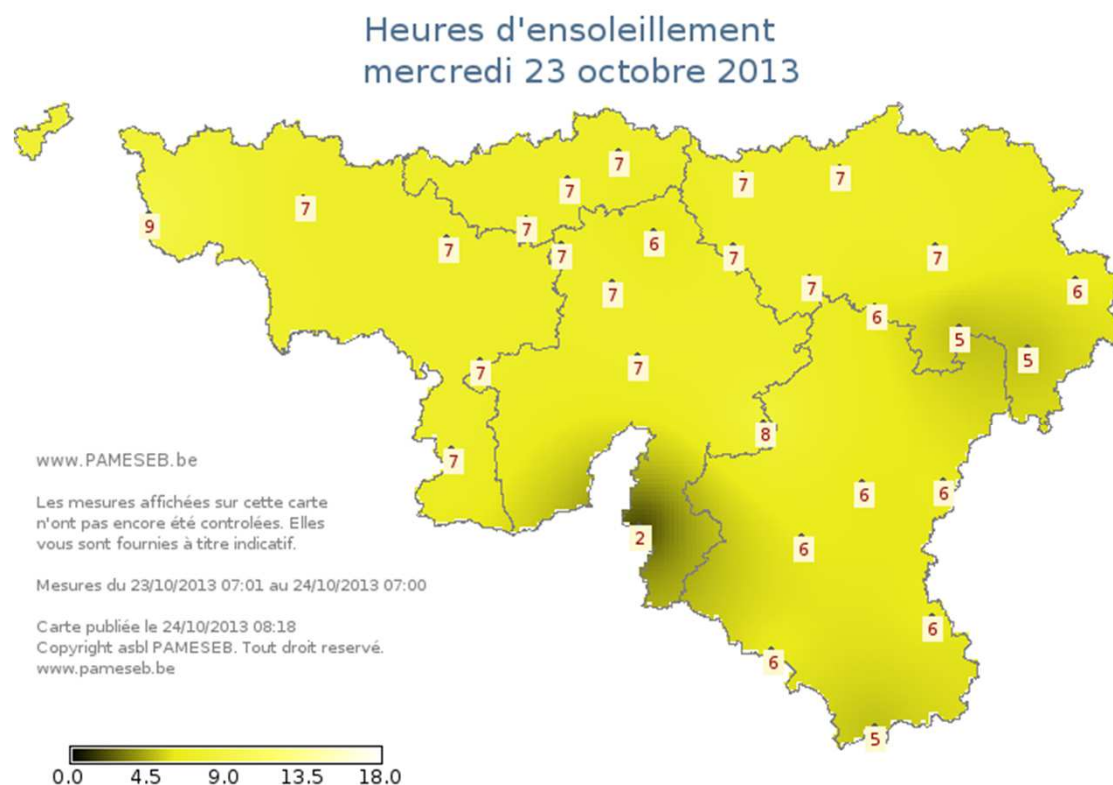 Heures d'ensoleillement
mercredi 23 octobre 2013
7
7
7
7
7
9
7
7
7
6
7
7
7
7
6
7
6
5
5
7
7
8
7
6
6
2
6
6
6
5
www.PAMESEB.be
Les mesures affichées sur cette carte
n'ont pas encore été controlées. Elles
vous sont fournies à titre indicatif.
Mesures du 23/10/2013 07:01 au 24/10/2013 07:00
Carte publiée le 24/10/2013 08:18
Copyright asbl PAMESEB. Tout droit reservé.
www.pameseb.be
0.0 4.5 9.0 13.5 18.0